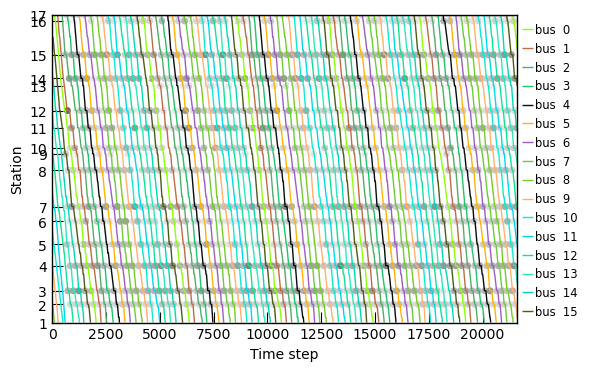 17
16
15
14
13
12
11
10
9
8
7
6
5
4
3
2
1
Station
0 2500 5000 7500 10000 12500 15000 17500 20000
Time step
bus 0
bus 1
bus 2
bus 3
bus 4
bus 5
bus 6
bus 7
bus 8
bus 9
bus 10
bus 11
bus 12
bus 13
bus 14
bus 15